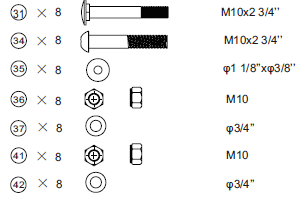 31 × 8 M10x2 3/4''
34 × 8 M10x2 3/4''
35 × 8 φ1 1/8''xφ3/8''
36 × 8 M10
37 × 8 φ3/4''
41 × 8 M10
42 × 8 φ3/4''